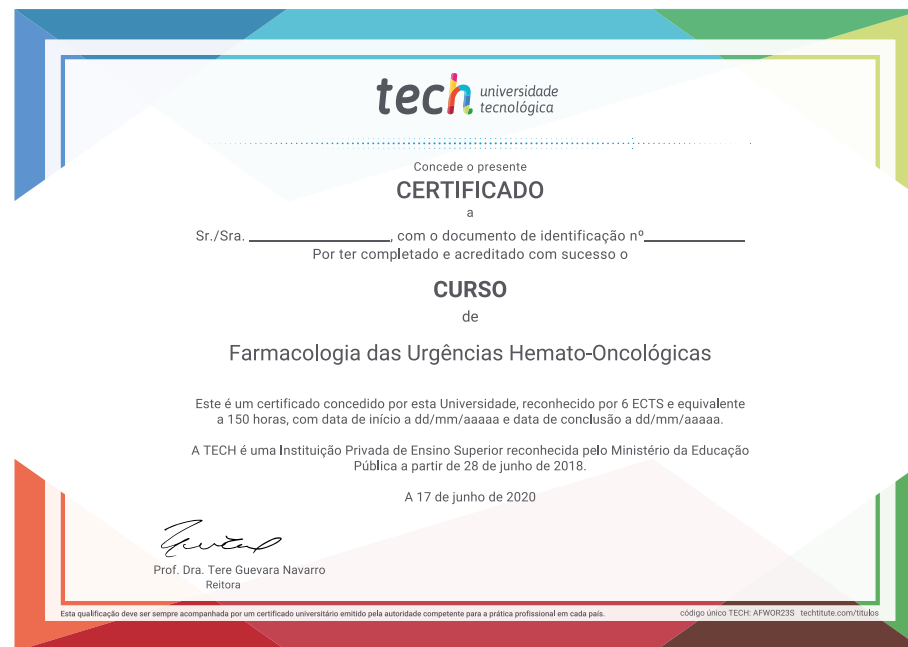 tech universidade
tecnológica
Concede o presente
CERTIFICADO
a
Sr./Sra. ____________________, com o documento de identificação nº______________
Por ter completado e acreditado com sucesso o
CURSO
de
Farmacologia das Urgências Hemato-Oncológicas
Este é um certificado concedido por esta Universidade, reconhecido por 6 ECTS e equivalente
a 150 horas, com data de início a dd/mm/aaaaa e data de conclusão a dd/mm/aaaaa.
A TECH é uma Instituição Privada de Ensino Superior reconhecida pelo Ministério da Educação
Pública a partir de 28 de junho de 2018.
A 17 de junho de 2020
Prof. Dra. Tere Guevara Navarro
Reitora
Esta qualificação deve ser sempre acompanhada por um certificado universitário emitido pela autoridade competente para a prática profissional em cada país.
código único TECH: AFWOR23S techtitute.com/titulos